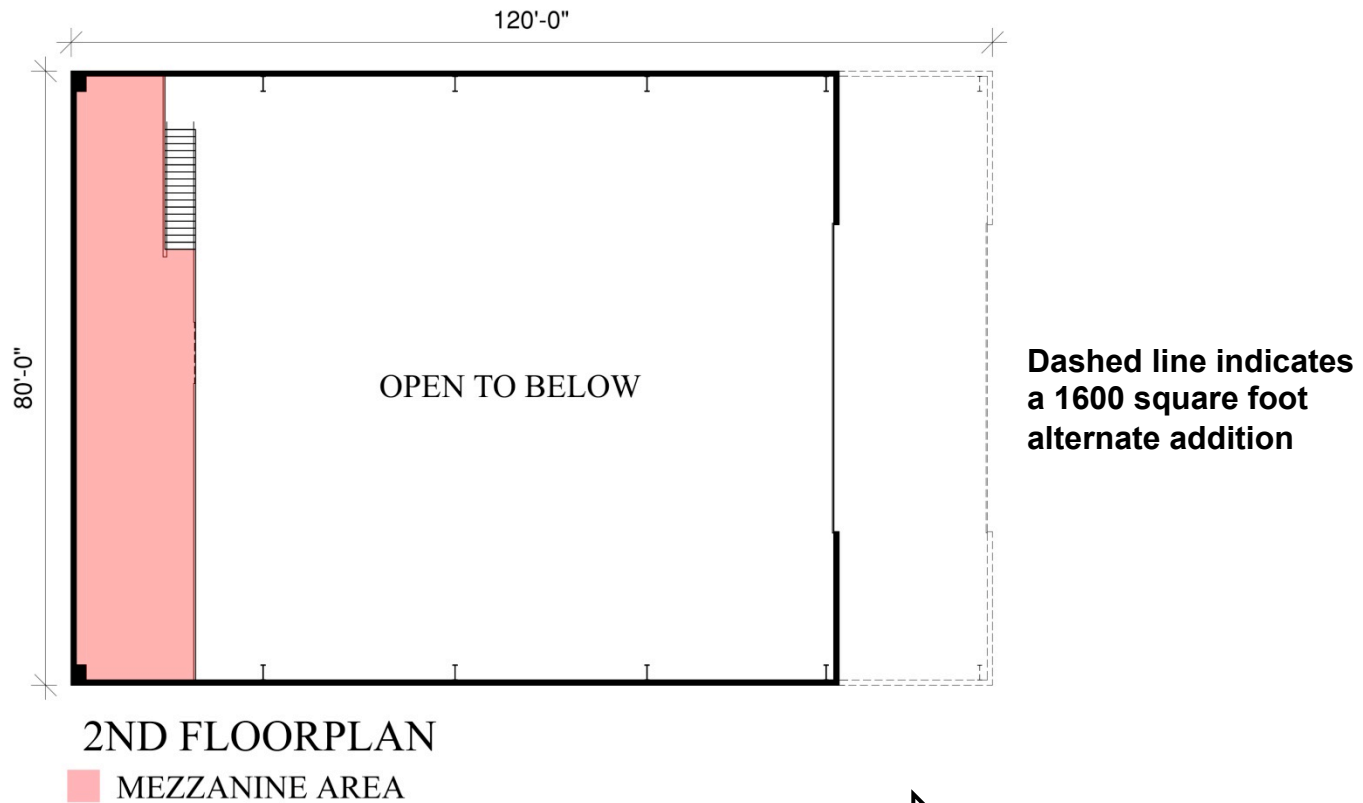 120'-0"
80'-0"
OPEN TO BELOW
Dashed line indicates
a 1600 square foot
alternate addition
2ND FLOORPLAN
MEZZANINE AREA